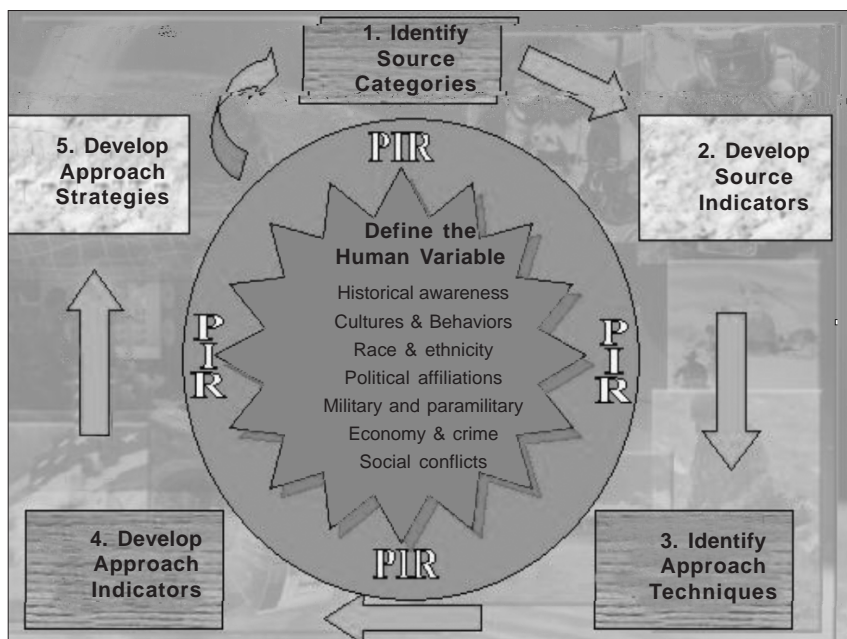 1. Identify
Source
Categories
5. Develop
Approach
Strategies
PIR
2. Develop
Source
Indicators
Define the
Human Variable
Historical awareness
Cultures & Behaviors
Race & ethnicity
Political affiliations
Military and paramilitary
Economy & crime
Social conflicts
PIR
PIR
4. Develop
Approach
Indicators
PIR
3. Identify
Approach
Techniques